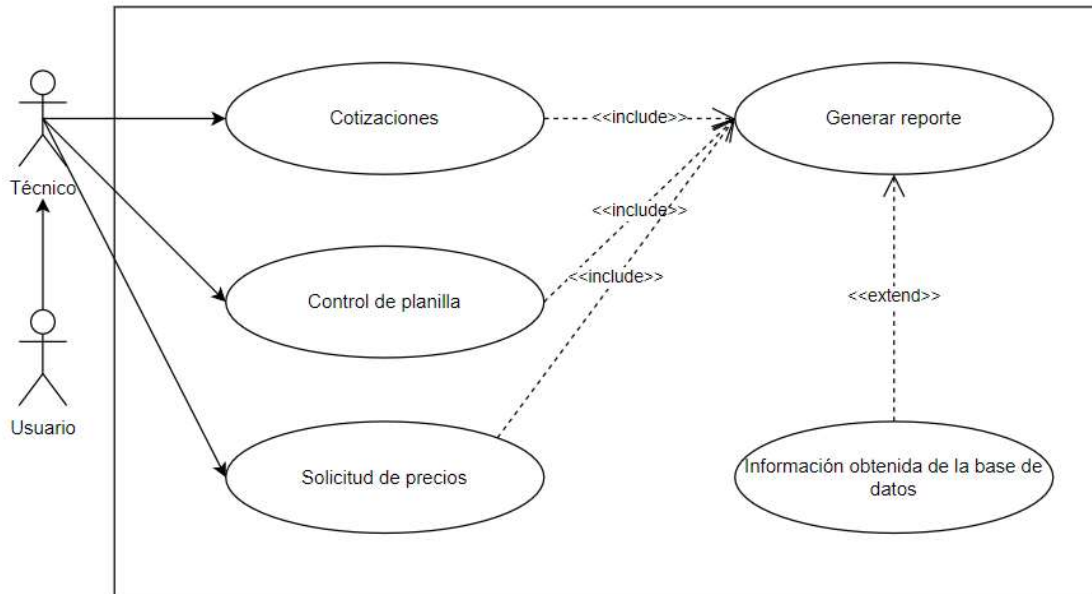 Cotizaciones
<<include>>
Generar reporte
Técnico
<<include>>
<<include>>
Control de planilla
<<extend>>
Usuario
Solicitud de precios
Información obtenida de la base de
datos